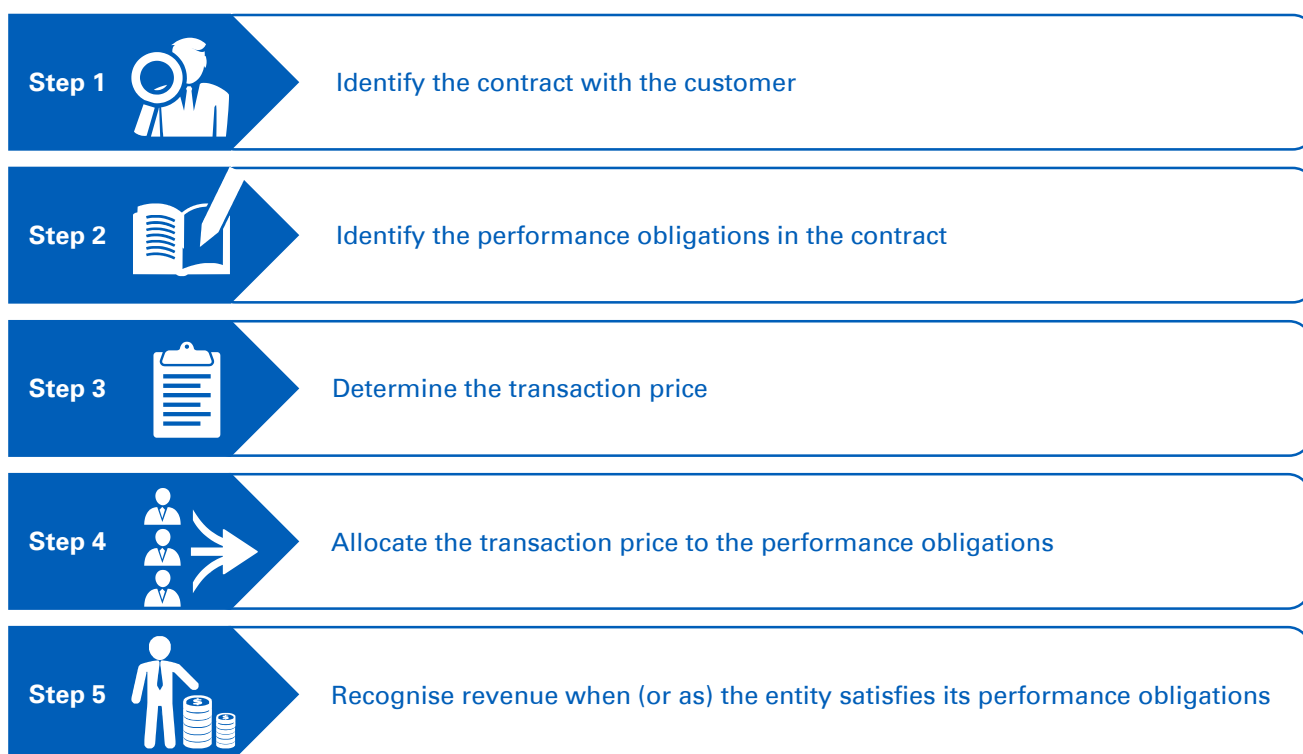 Step 1
Identify the contract with the customer
Step 2
Identify the performance obligations in the contract
Step 3
Determine the transaction price
Step 4
Allocate the transaction price to the performance obligations
Step 5
Recognise revenue when (or as) the entity satisfies its performance obligations